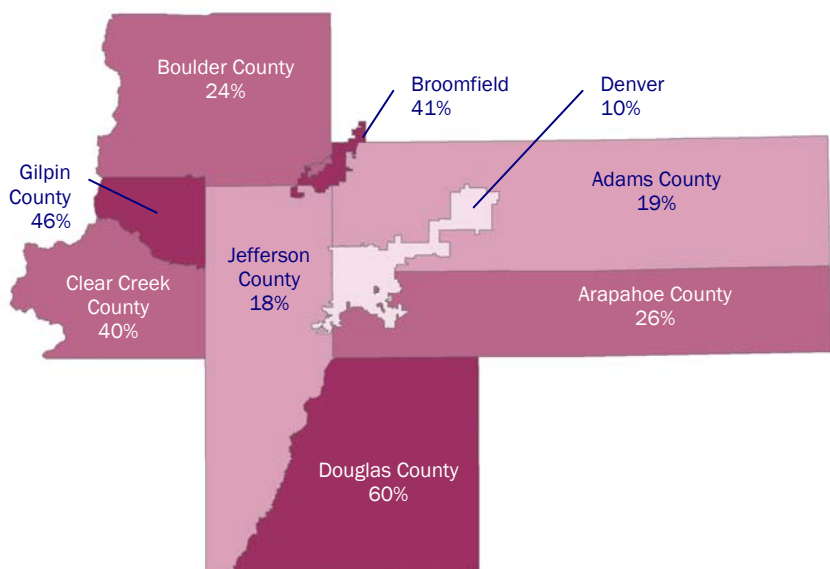 Boulder County
24%
Broomfield
41%
Denver
10%
Gilpin
County
46%
Adams County
19%
Jefferson
County
18%
Clear Creek
County
40%
Arapahoe County
26%
Douglas County
60%